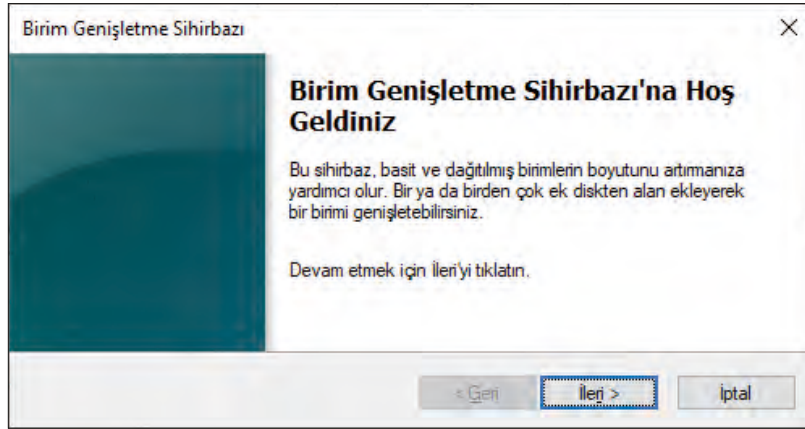 Birim Genişletme Sihirbazı
Birim Genişletme Sihirbazı'na Hoş
Geldiniz
Bu sihirbaz, basit ve dağıtılmış birimlerin boyutunu artırmanıza
yardımcı olur. Bir ya da birden çok ek diskten alan ekleyerek
bir birimi genişletebilirsiniz.
Devam etmek için İleri'yi tıklatın.
< Geri
İleri >
İptal